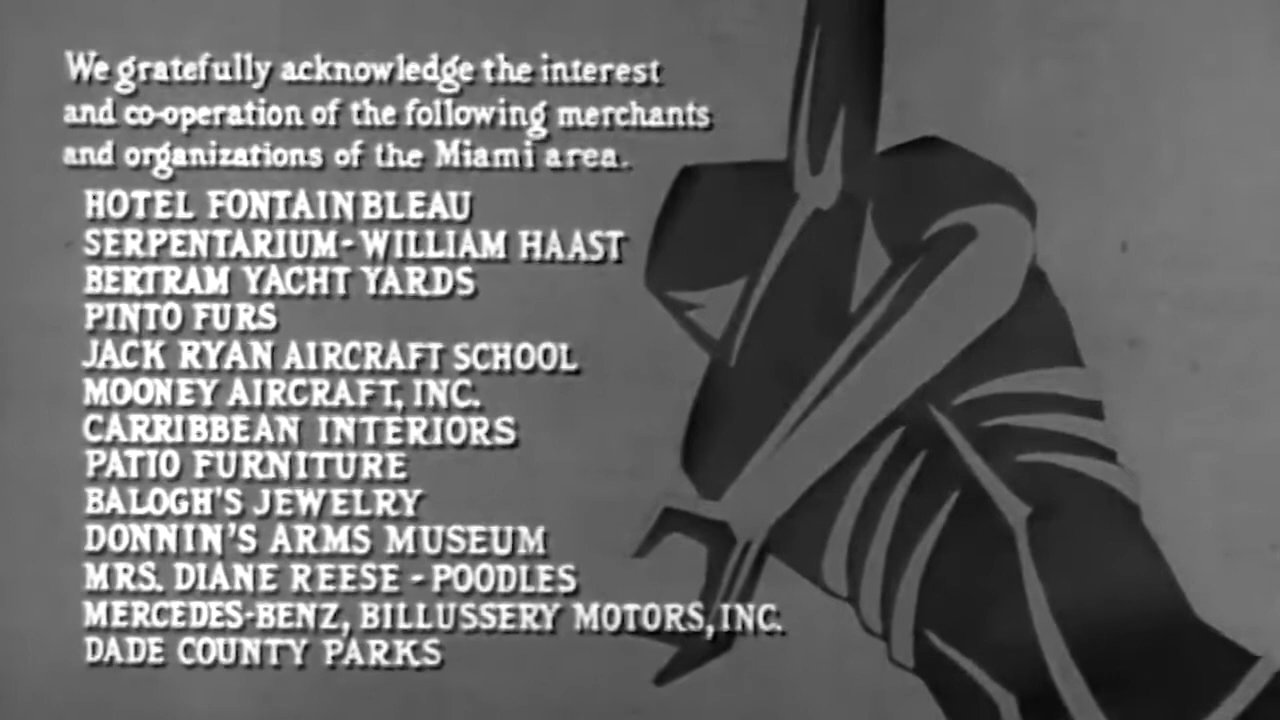 We gratefully acknowledge the interest
and co-operation of the following merchants
and organizations of the Miami area.
HOTEL FONTAINBLEAU
SERPENTARIUM-WILLIAM HAAST
BERTRAM YACHT YARDS
PINTO FURS
JACK RYAN AIRCRAFT SCHOOL
MOONEY AIRCRAFT, INC.
CARRIBBEAN INTERIORS
PATIO FURNITURE
BALOGH'S JEWELRY
DONNIN'S ARMS MUSEUM
MRS. DIANE REESE - POODLES
MERCEDES-BENZ, BILLUSSERY MOTORS, INC.
DADE COUNTY PARKS